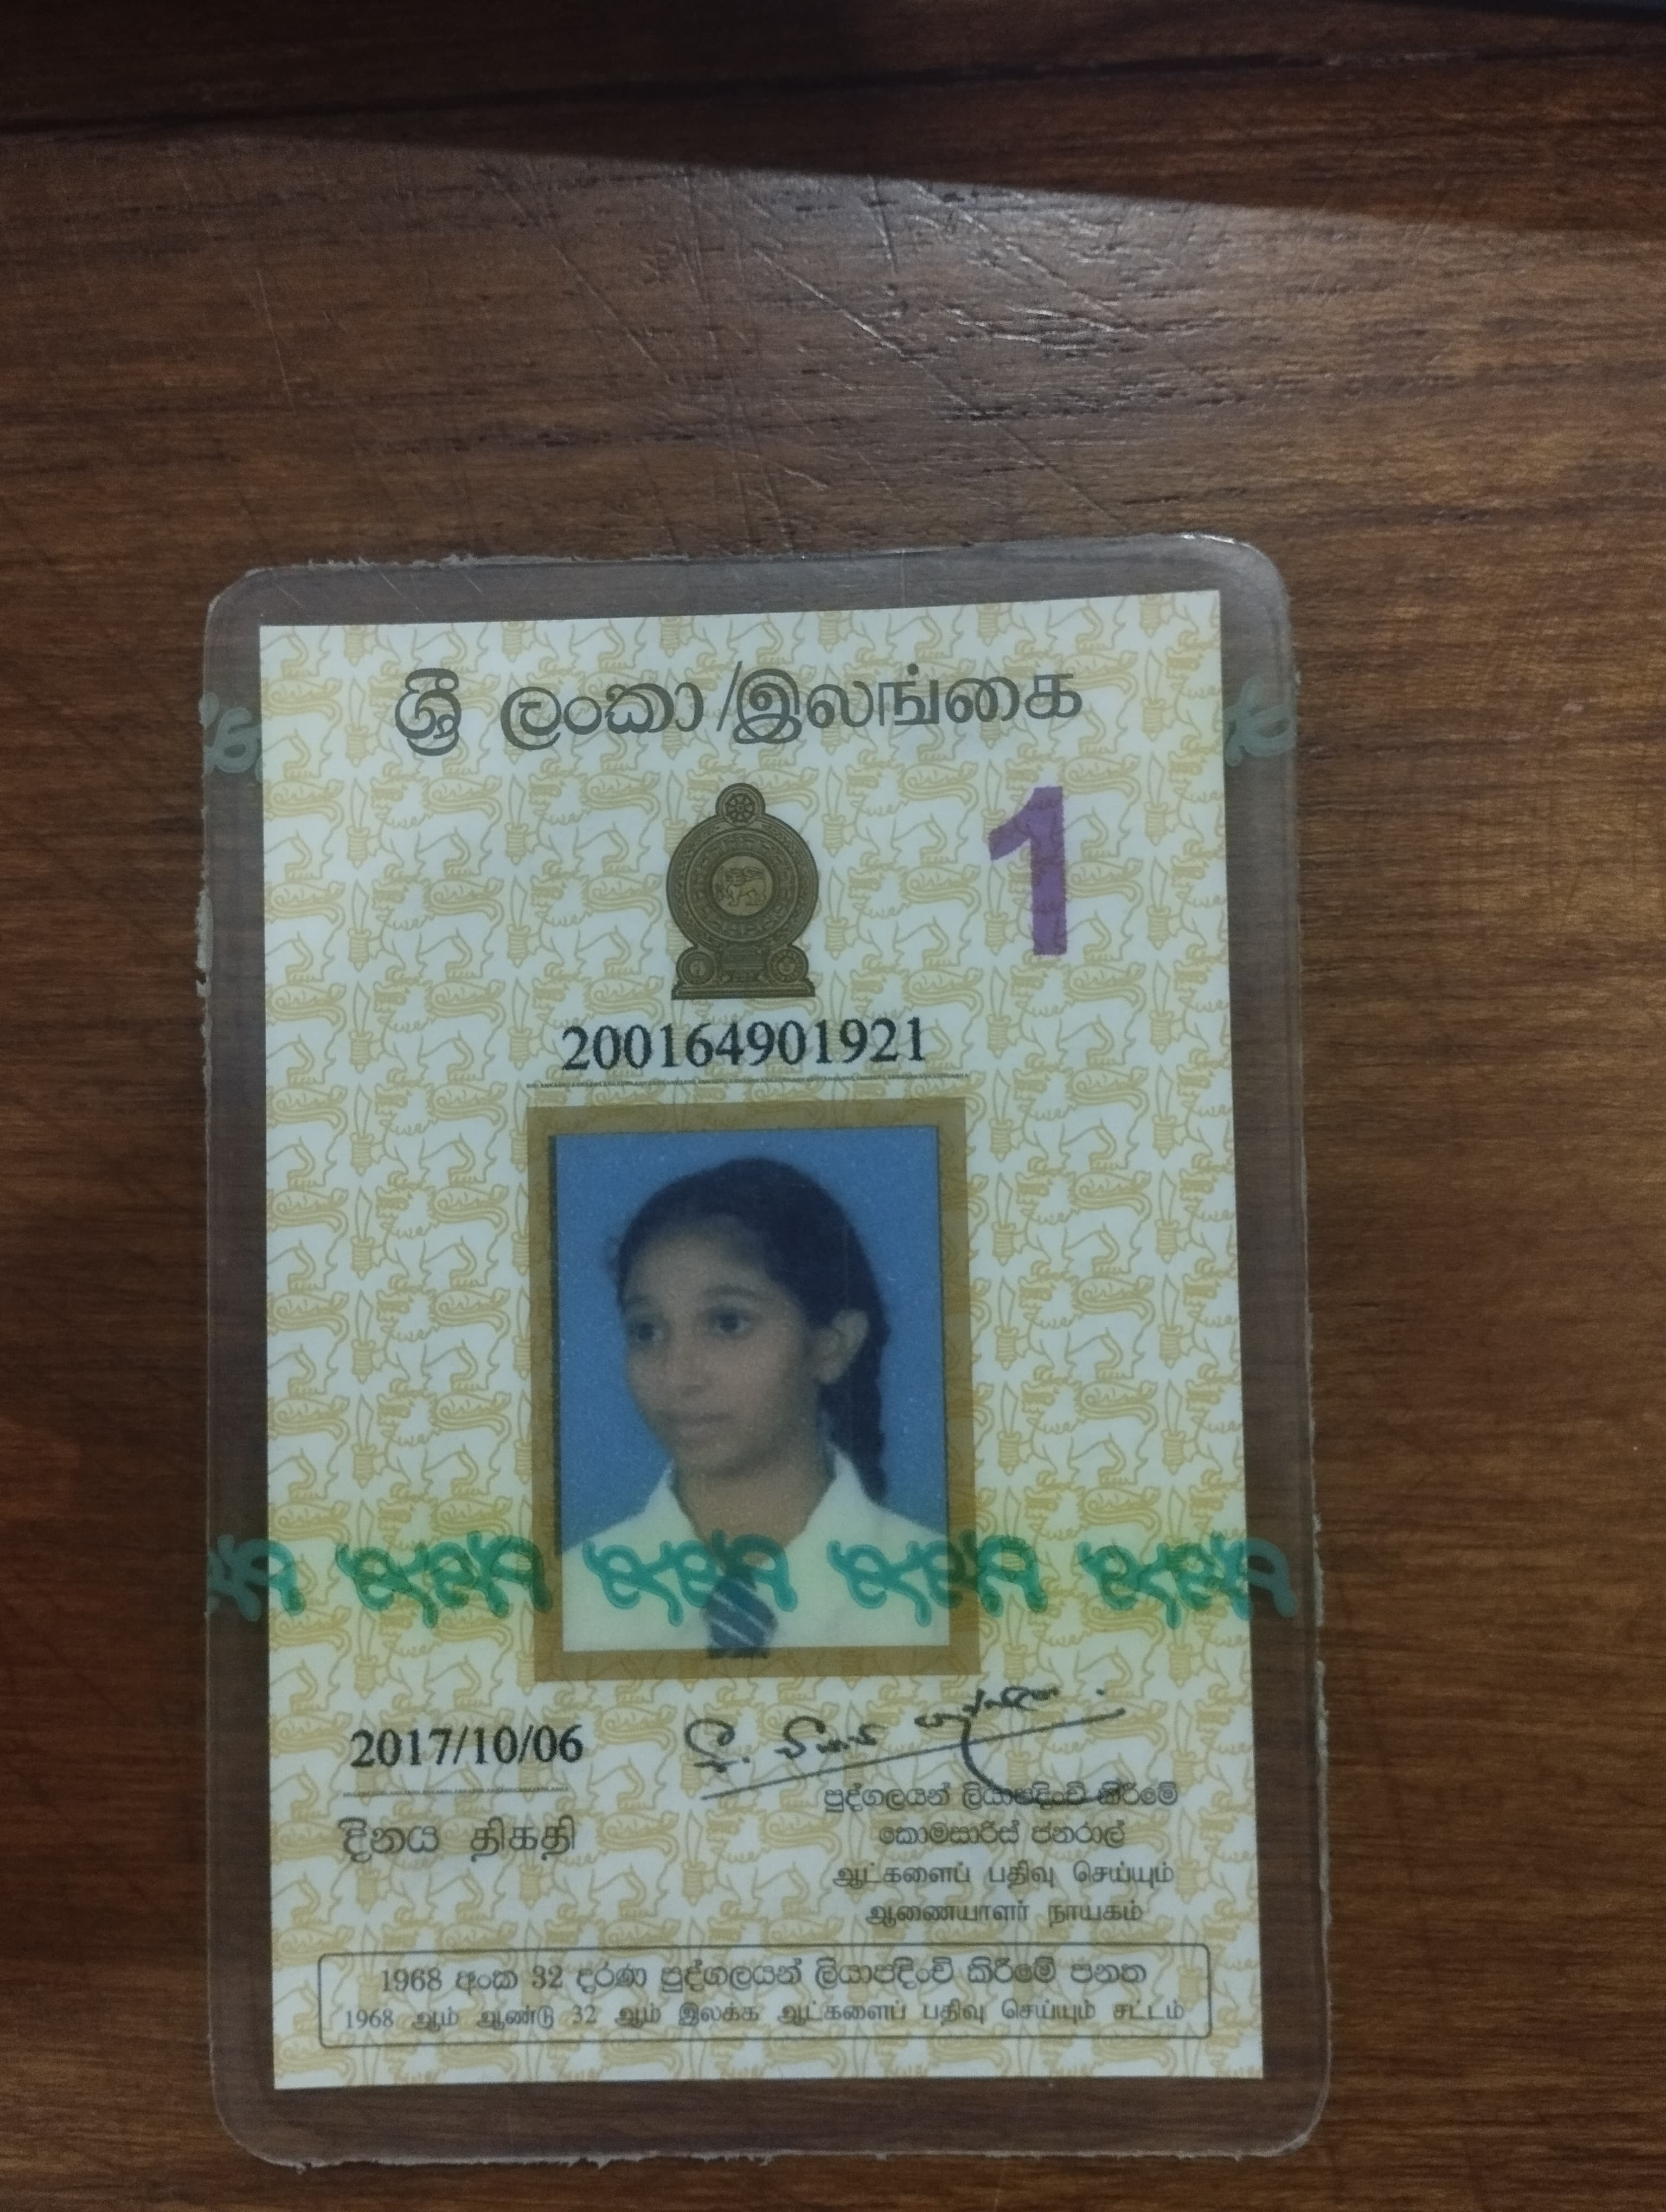 ශ්‍රී ලංකා/இலங்கை
1
200164901921
2017/10/06
දිනය திகதி
පුද්ගලයන් ලියාපදිංචි කිරීමේ
කොමසාරිස් ජනරාල්
ஆட்களைப் பதிவு செய்யும்
ஆணையாளர் நாயகம்
1968 අංක 32 දරණ පුද්ගලයන් ලියාපදිංචි කිරීමේ පනත
1968 ஆம் ஆண்டு 32 ஆம் இலக்க ஆட்களைப் பதிவு செய்யும் சட்டம்